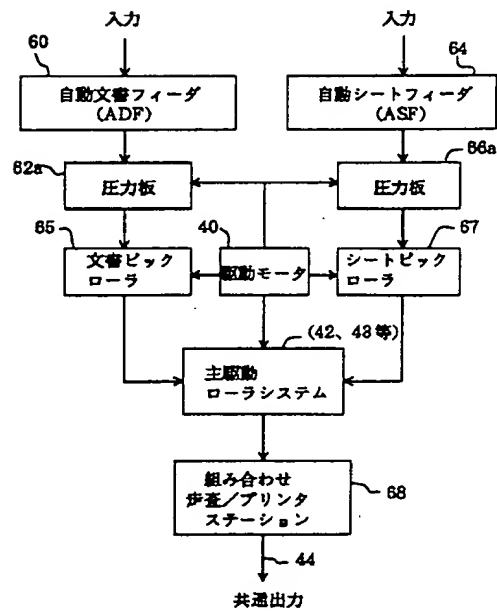 入力
入力
60
64
自動文書フィーダ
(ADF)
自動シートフィーダ
(ASF)
62a
66a
圧力板
圧力板
65
40
67
文書ピック
ローラ
駆動モータ
シートピック
ローラ
(42、43等)
主駆動
ローラシステム
組み合わせ
歩査/プリンタ
ステーション
68
44
共通出力